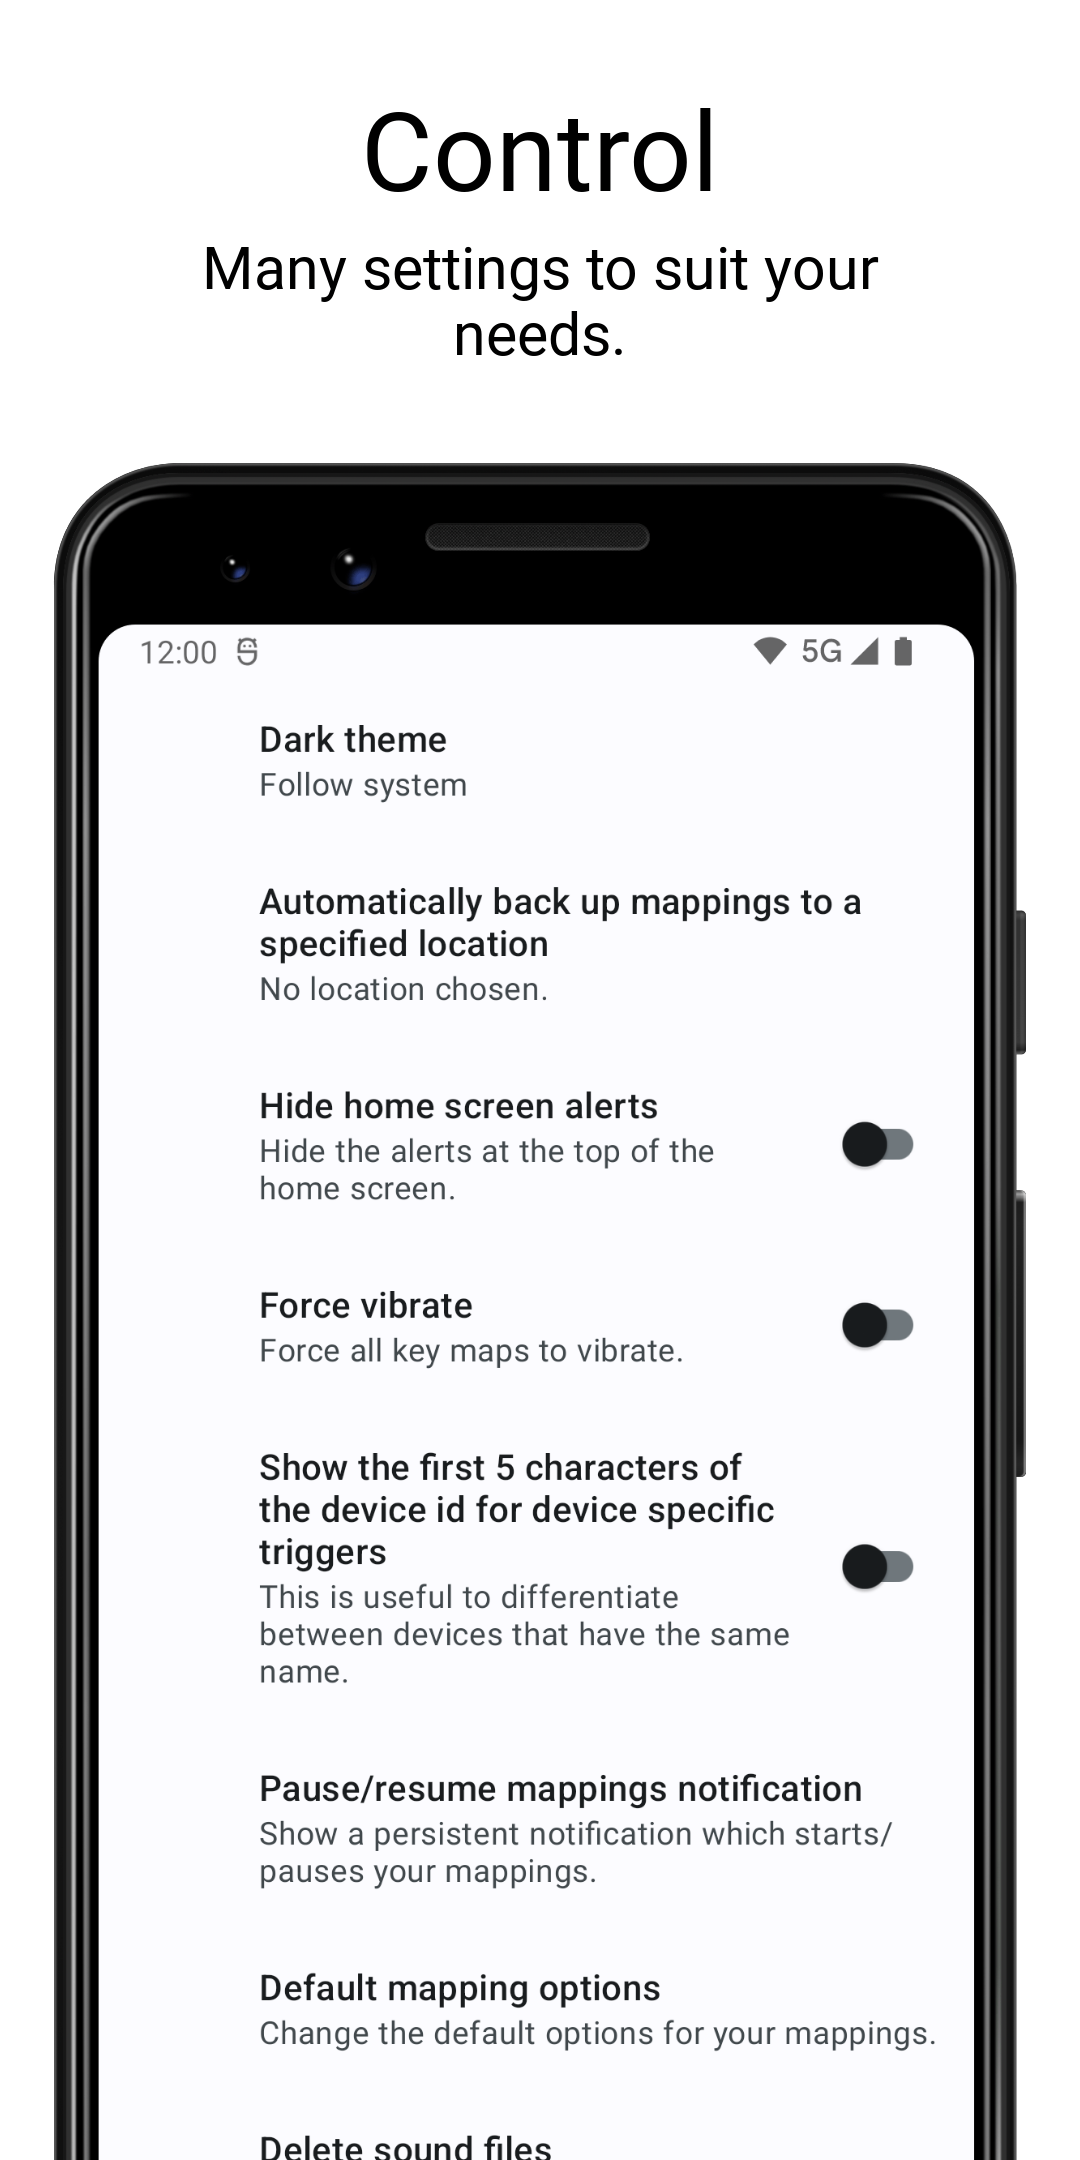 Control
Many settings to suit your
needs.
12:00
5G
Dark theme
Follow system
Automatically back up mappings to a
specified location
No location chosen.
Hide home screen alerts
Hide the alerts at the top of the
home screen.
Force vibrate
Force all key maps to vibrate.
Show the first 5 characters of
the device id for device specific
triggers
This is useful to differentiate
between devices that have the same
name.
Pause/resume mappings notification
Show a persistent notification which starts/
pauses your mappings.
Default mapping options
Change the default options for your mappings.
Delete sound files